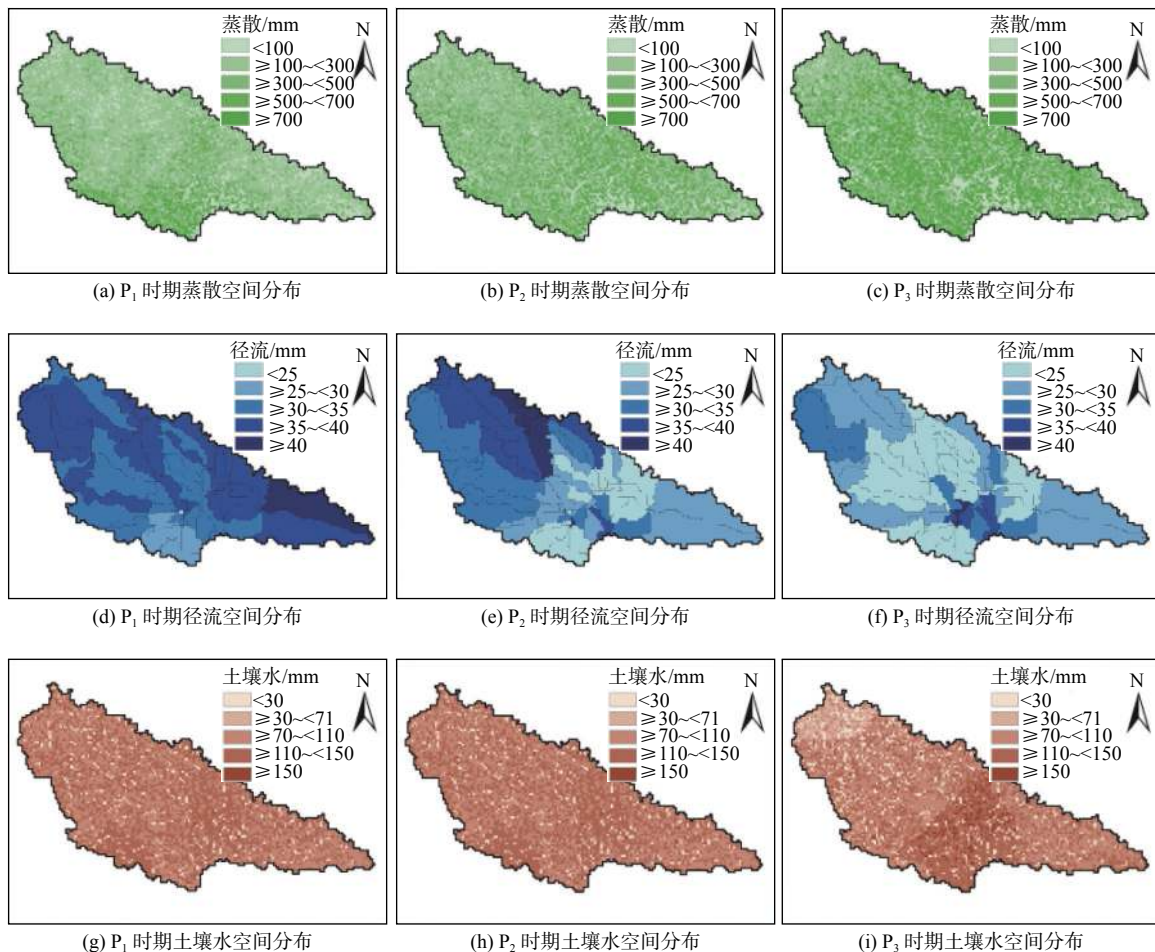 蒸散/mm
N
<100
≥100~<300
≥300~<500
≥500~<700
≥700
(a) P₁ 时期蒸散空间分布
蒸散/mm
N
<100
≥100~<300
≥300~<500
≥500~<700
≥700
(b) P₂ 时期蒸散空间分布
蒸散/mm
N
<100
≥100~<300
≥300~<500
≥500~<700
≥700
(c) P₃ 时期蒸散空间分布
径流/mm
N
<25
≥25~<30
≥30~<35
≥35~<40
≥40
(d) P₁ 时期径流空间分布
径流/mm
N
<25
≥25~<30
≥30~<35
≥35~<40
≥40
(e) P₂ 时期径流空间分布
径流/mm
N
<25
≥25~<30
≥30~<35
≥35~<40
≥40
(f) P₃ 时期径流空间分布
土壤水/mm
N
<30
≥30~<71
≥70~<110
≥110~<150
≥150
(g) P₁ 时期土壤水空间分布
土壤水/mm
N
<30
≥30~<71
≥70~<110
≥110~<150
≥150
(h) P₂ 时期土壤水空间分布
土壤水/mm
N
<30
≥30~<71
≥70~<110
≥110~<150
≥150
(i) P₃ 时期土壤水空间分布